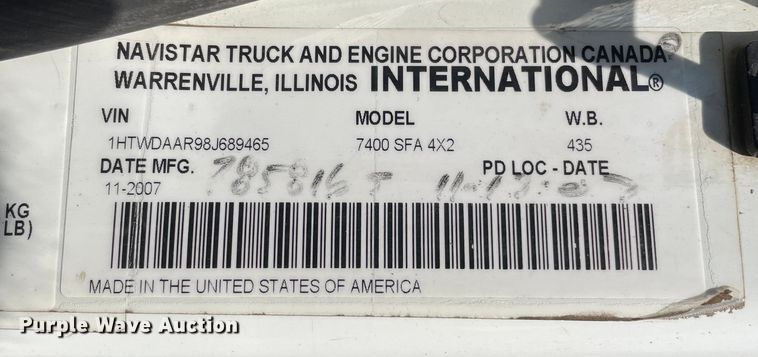 NAVISTAR TRUCK AND ENGINE CORPORATION CANADA
WARRENVILLE, ILLINOIS INTERNATIONAL®
VIN MODEL W.B.
1HTWDAAR98J689465 7400 SFA 4X2 435
DATE MFG. PD LOC - DATE
11-2007
KG
LB)
MADE IN THE UNITED STATES OF AMERICA
Purple Wave Auction